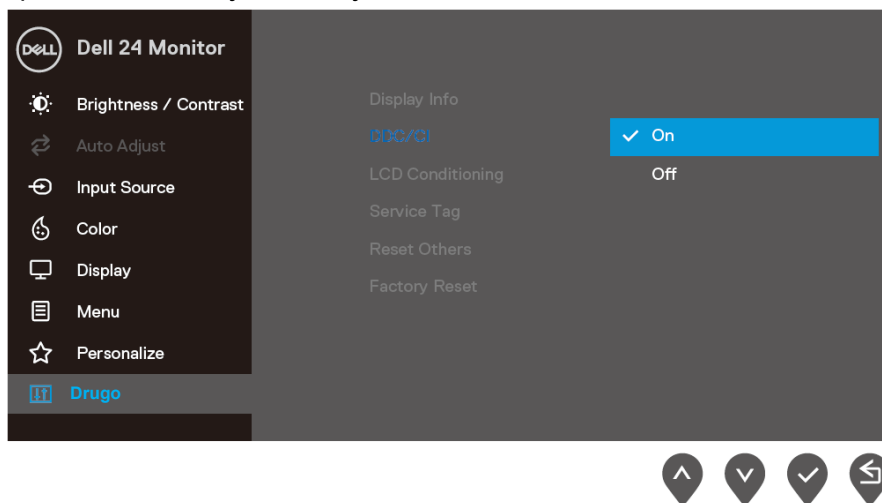 DELL
Dell 24 Monitor
Brightness / Contrast
Auto Adjust
Input Source
Color
Display
Menu
Personalize
Drugo
Display Info
DDC/CI
LCD Conditioning
Service Tag
Reset Others
Factory Reset
On
Off